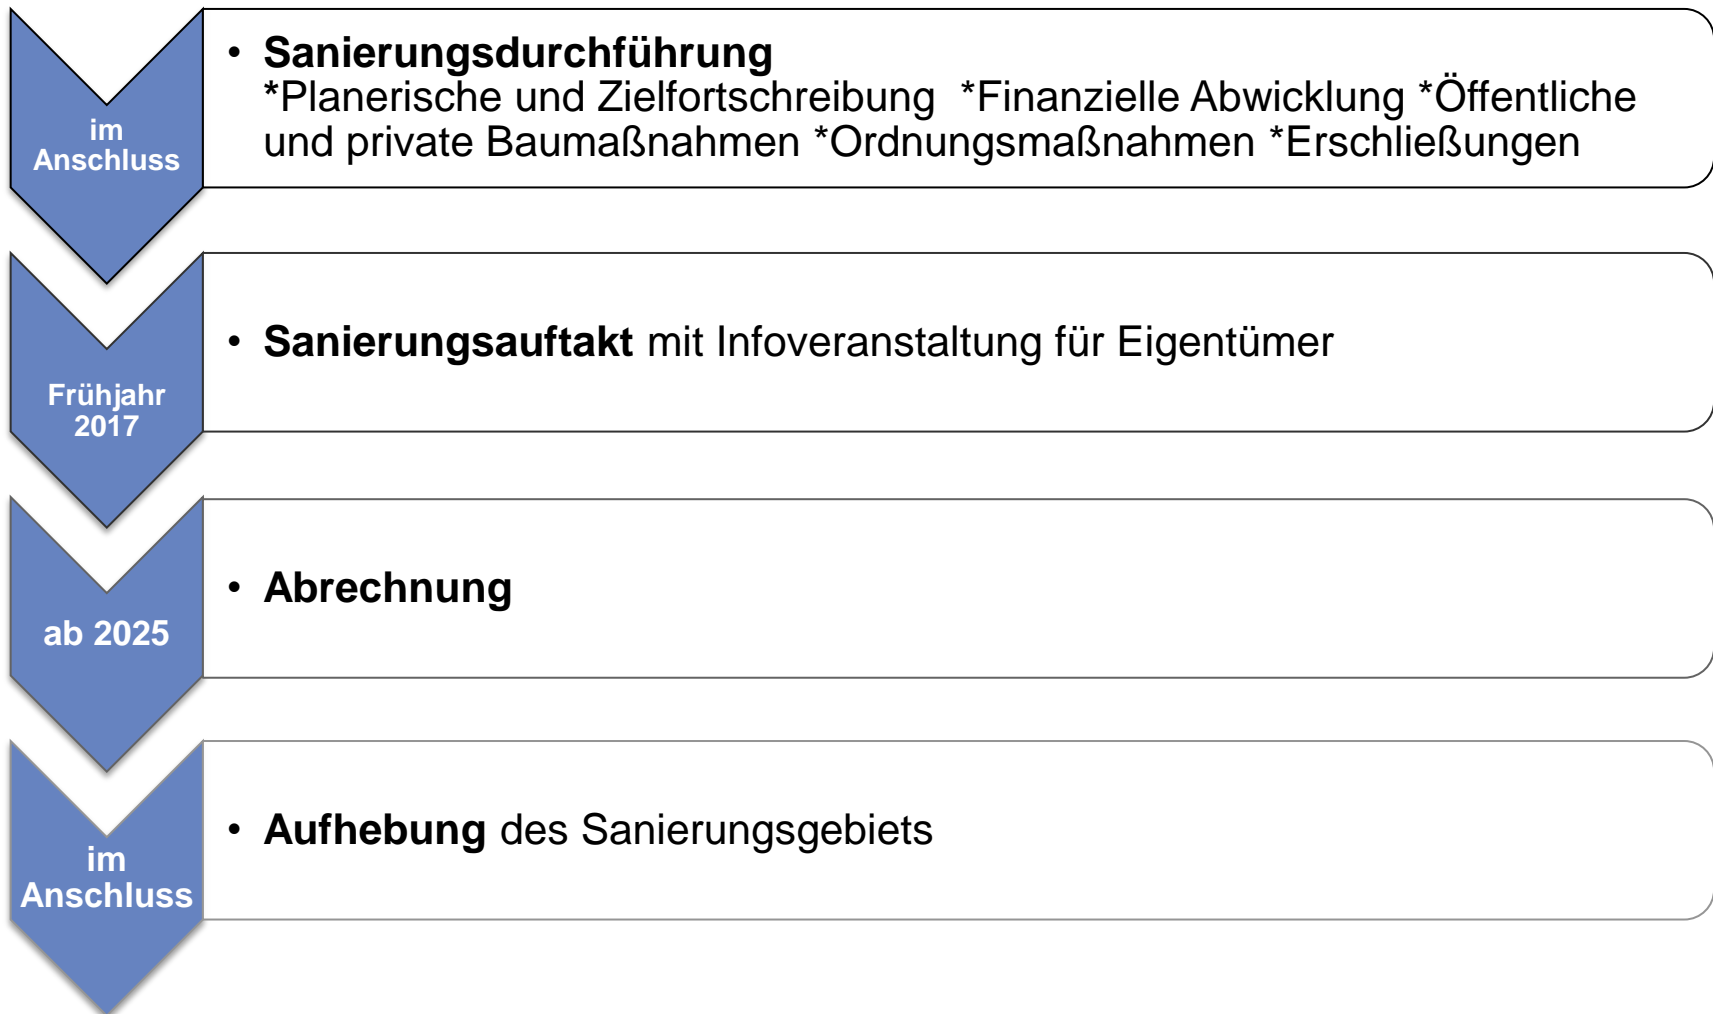 im
Anschluss
• Sanierungsdurchführung
*Planerische und Zielfortschreibung  *Finanzielle Abwicklung *Öffentliche
und private Baumaßnahmen *Ordnungsmaßnahmen *Erschließungen
Frühjahr
2017
• Sanierungsauftakt mit Infoveranstaltung für Eigentümer
ab 2025
• Abrechnung
im
Anschluss
• Aufhebung des Sanierungsgebiets